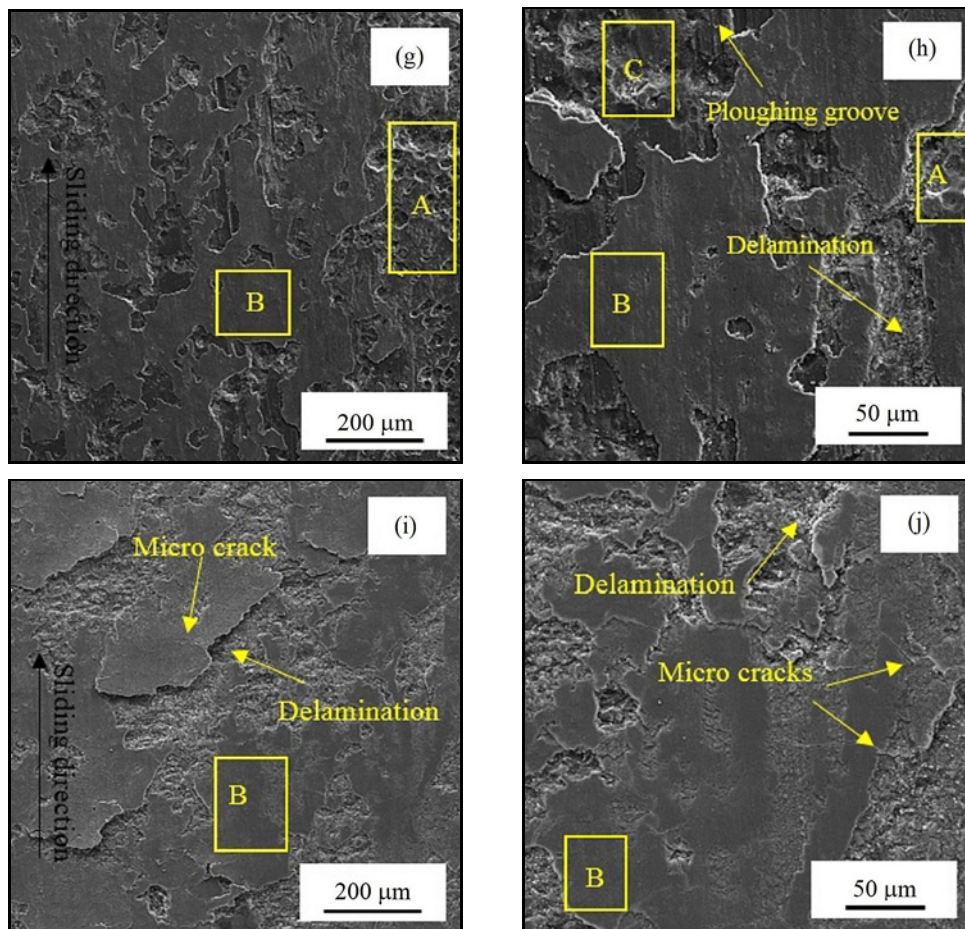 (g)
A
Sliding direction
B
200 μm
(h)
C
Ploughing groove
A
Delamination
B
50 μm
(i)
Micro crack
Sliding direction
Delamination
B
200 μm
(j)
Delamination
Micro cracks
B
50 μm